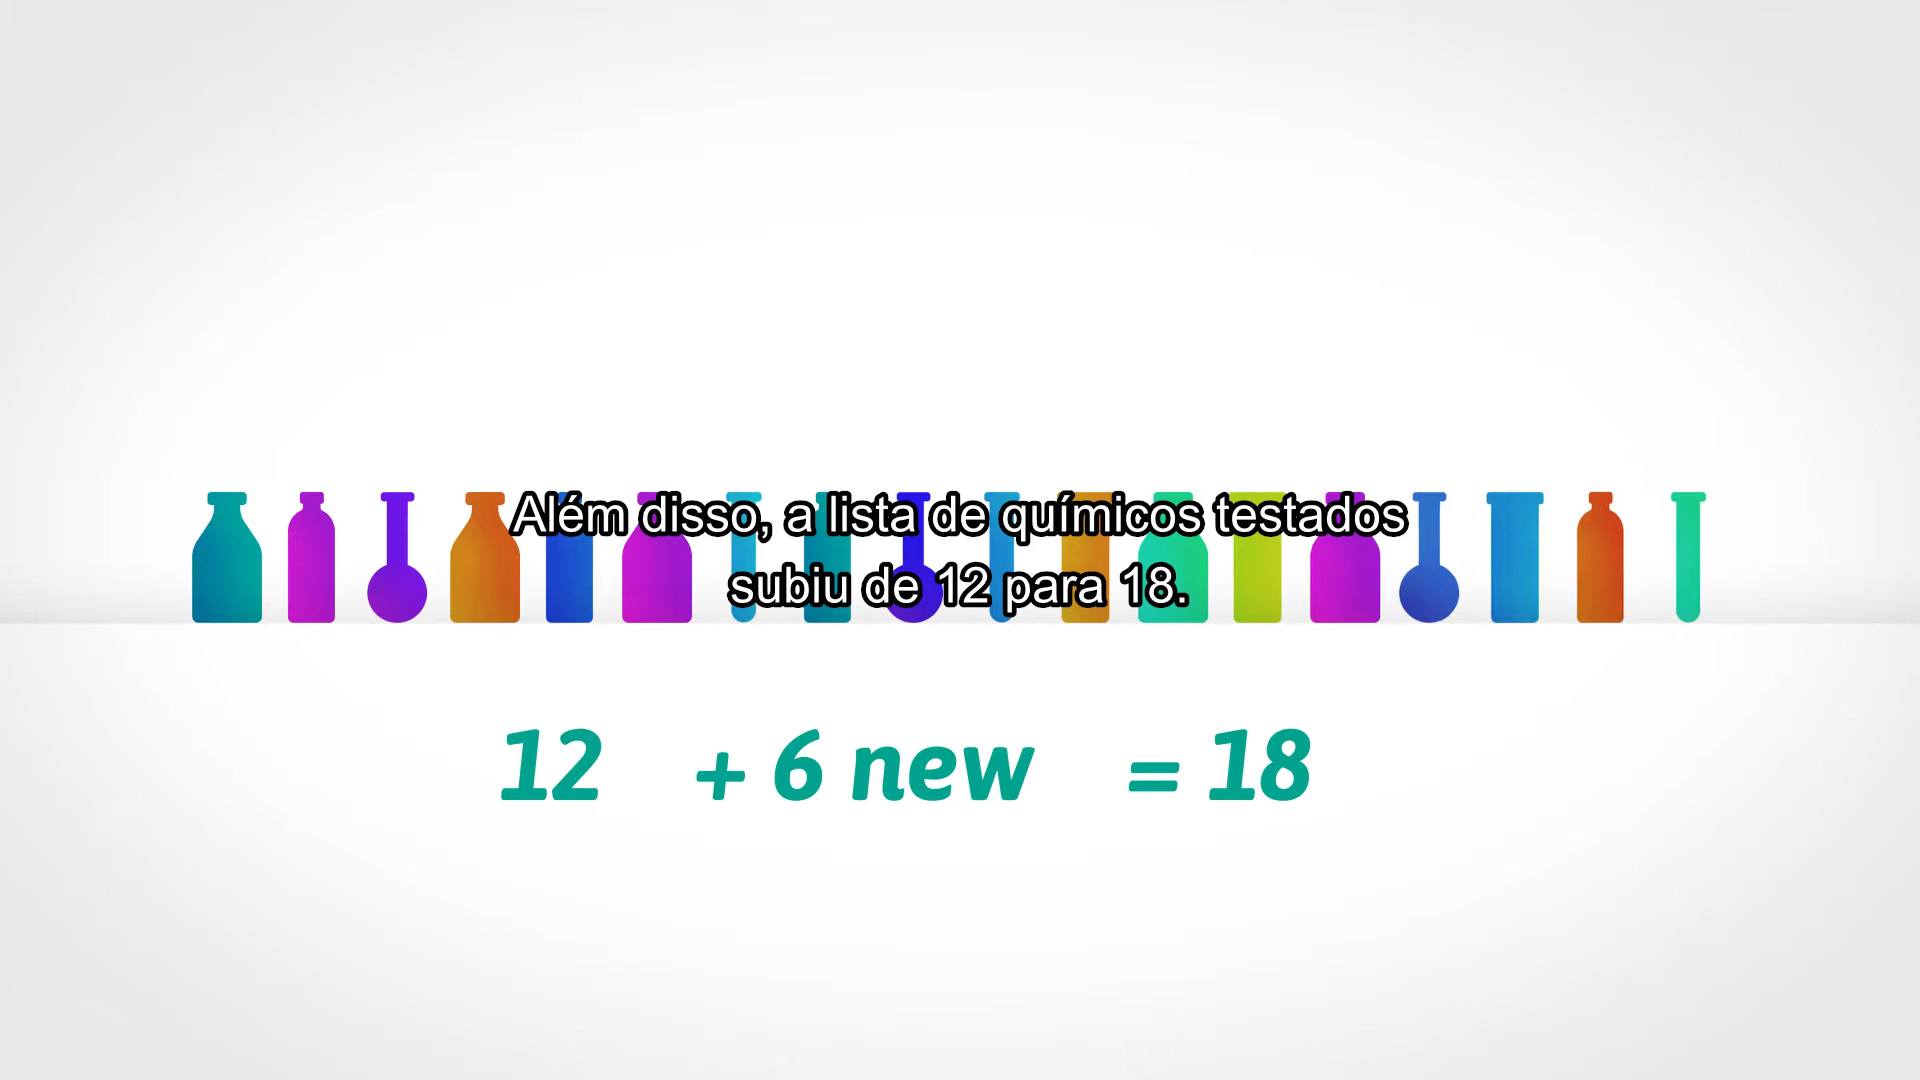 Além disso, a lista de químicos testados
subiu de 12 para 18.
12 + 6 new = 18